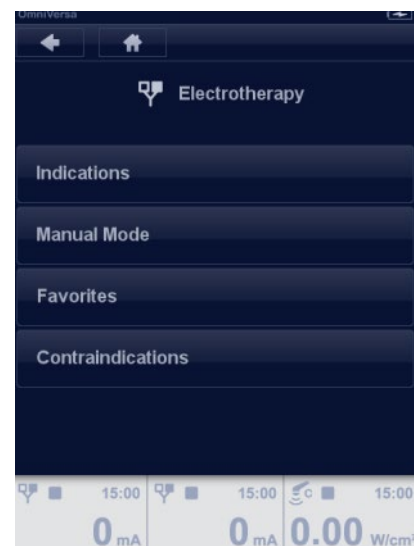 OmniVersa
Electrotherapy
Indications
Manual Mode
Favorites
Contraindications
15:00 15:00 C 15:00
0 mA 0 mA 0.00 W/cm²